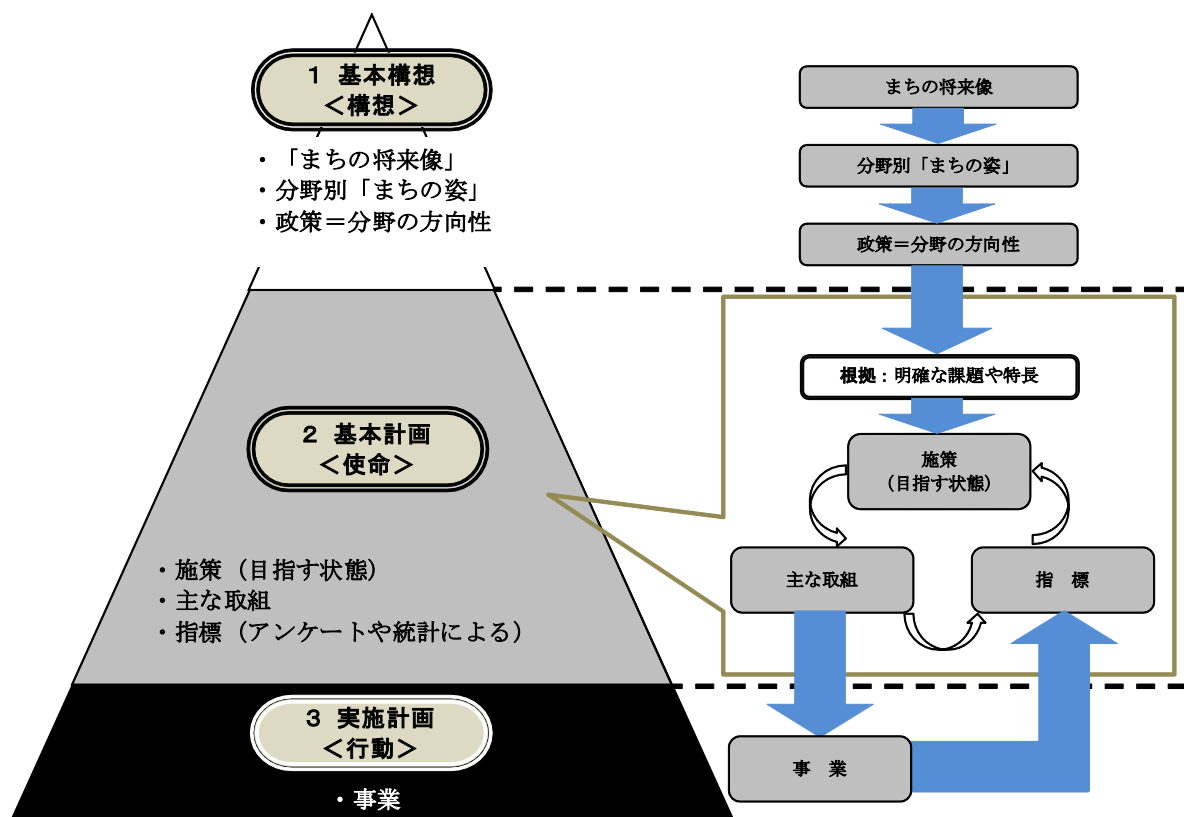 1 基本構想
＜構想＞
・「まちの将来像」
・分野別「まちの姿」
・政策＝分野の方向性
2 基本計画
＜使命＞
・施策（目指す状態）
・主な取組
・指標（アンケートや統計による）
3 実施計画
＜行動＞
・事業
まちの将来像
分野別「まちの姿」
政策＝分野の方向性
根拠：明確な課題や特長
施策
（目指す状態）
主な取組
指　標
事　業